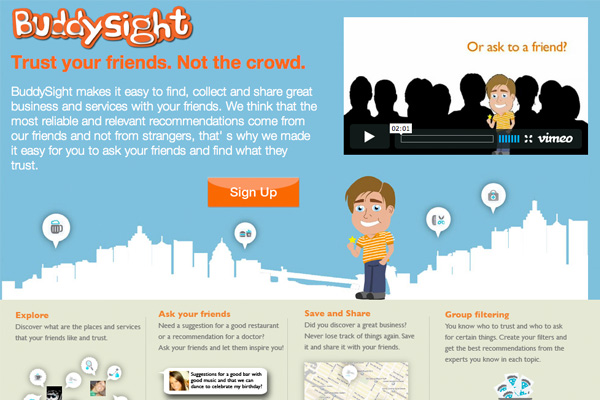 BuddySight
Trust your friends. Not the crowd.
BuddySight makes it easy to find, collect and share great
business and services with your friends. We think that the
most reliable and relevant recommendations come from
our friends and not from strangers, that' s why we made
it easy for you to ask your friends and find what they
trust.
Sign Up
Or ask to a friend?
02:01
vimeo
Explore
Discover what are the places and services
that your friends like and trust.
Ask your friends
Need a suggestion for a good restaurant
or a recommendation for a doctor?
Ask your friends and let them inspire you!
Suggestions for a good bar with
good music and that we can
dance to celebrate my birthday?
Save and Share
Did you discover a great business?
Never lose track of things again. Save
it and share it with your friends.
Group filtering
You know who to trust and who to ask
for certain things. Create your filters and
get the best recommendations from the
experts you know in each topic.